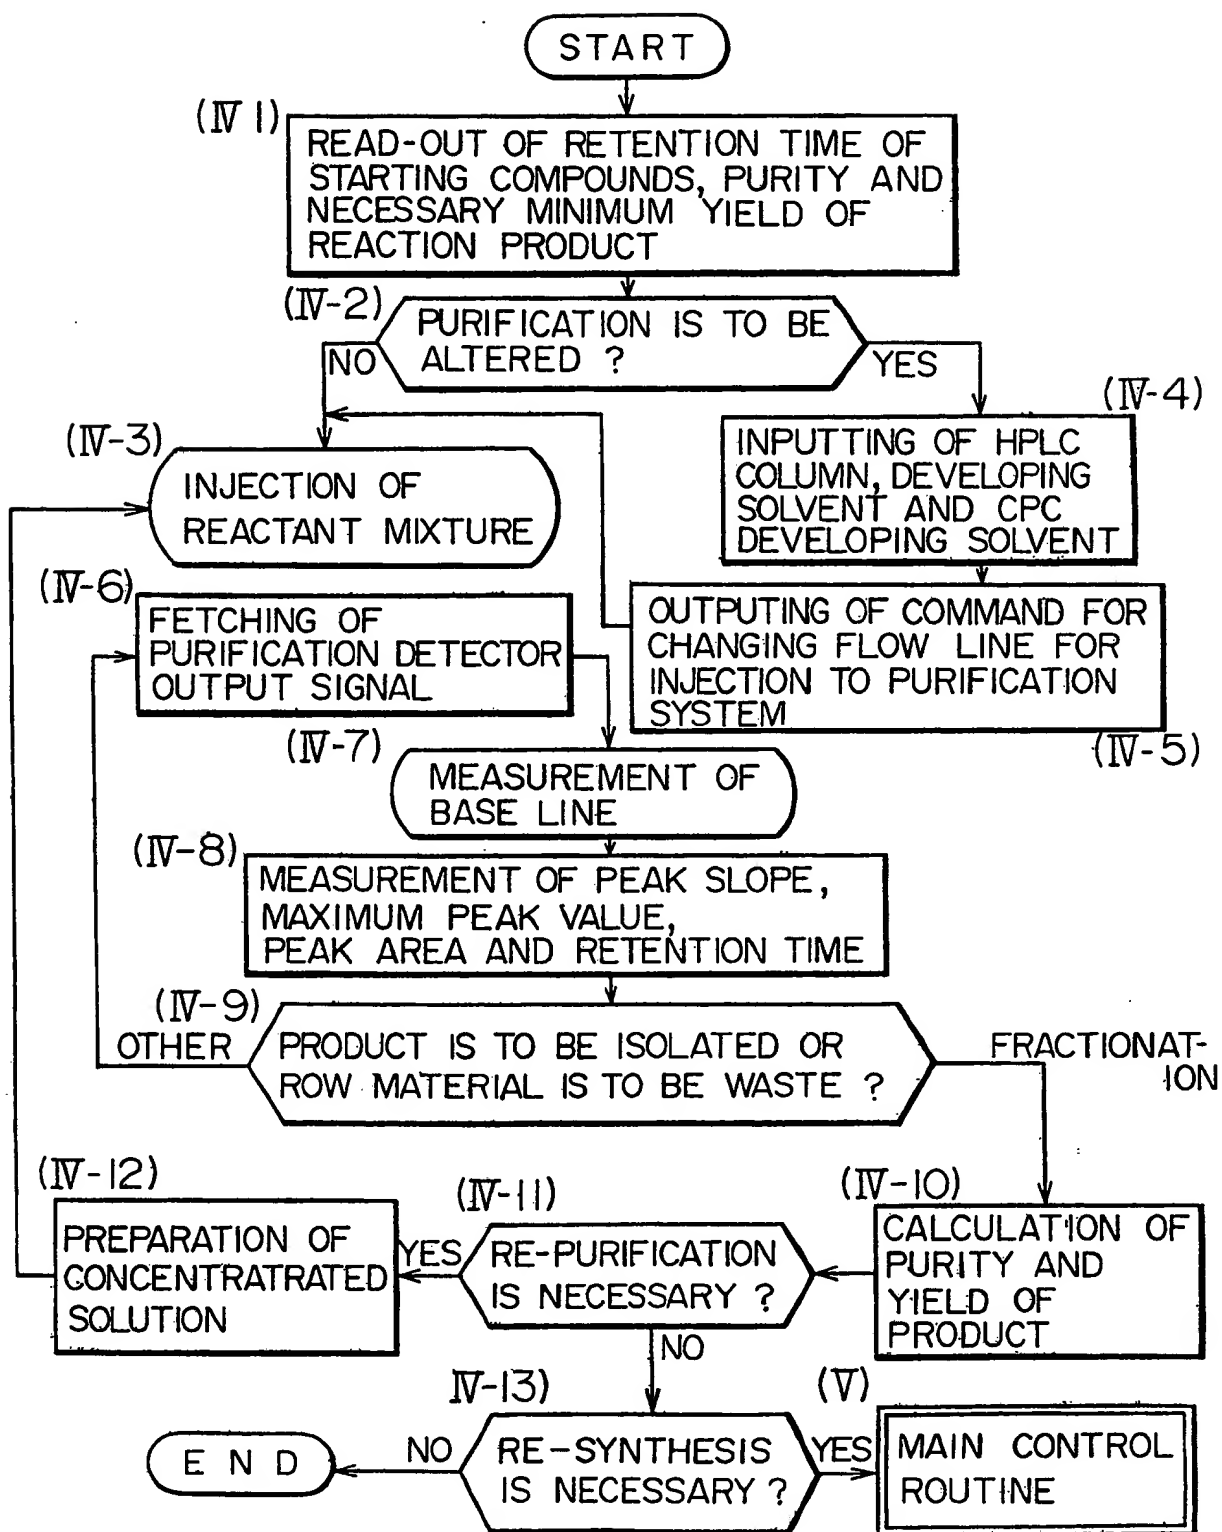 START
(IV 1)
READ-OUT OF RETENTION TIME OF
STARTING COMPOUNDS, PURITY AND
NECESSARY MINIMUM YIELD OF
REACTION PRODUCT
(IV-2)
PURIFICATION IS TO BE
ALTERED ?
NO
YES
(IV-3)
INJECTION OF
REACTANT MIXTURE
(IV-4)
INPUTTING OF HPLC
COLUMN, DEVELOPING
SOLVENT AND CPC
DEVELOPING SOLVENT
(IV-6)
FETCHING OF
PURIFICATION DETECTOR
OUTPUT SIGNAL
OUTPUTING OF COMMAND FOR
CHANGING FLOW LINE FOR
INJECTION TO PURIFICATION
SYSTEM
(IV-5)
(IV-7)
MEASUREMENT OF
BASE LINE
(IV-8)
MEASUREMENT OF PEAK SLOPE,
MAXIMUM PEAK VALUE,
PEAK AREA AND RETENTION TIME
(IV-9)
OTHER
PRODUCT IS TO BE ISOLATED OR
ROW MATERIAL IS TO BE WASTE ?
FRACTIONAT-
ION
(IV-12)
PREPARATION OF
CONCENTRATRATED
SOLUTION
(IV-11)
YES
RE-PURIFICATION
IS NECESSARY ?
(IV-10)
CALCULATION OF
PURITY AND
YIELD OF
PRODUCT
NO
IV-13)
(V)
END
NO
RE-SYNTHESIS
IS NECESSARY ?
YES
MAIN CONTROL
ROUTINE